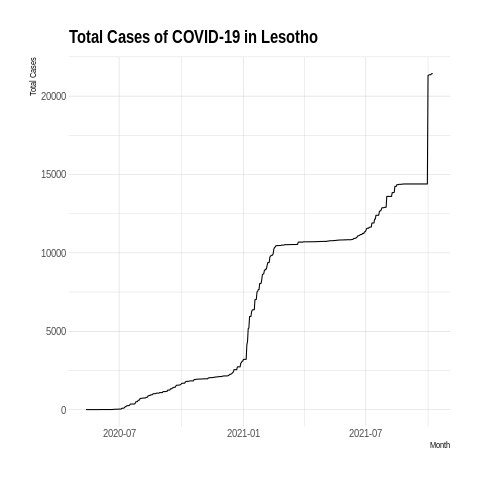 Total Cases of COVID-19 in Lesotho
Total Cases
20000
15000
10000
5000
0
2020-07 2021-01 2021-07
Month